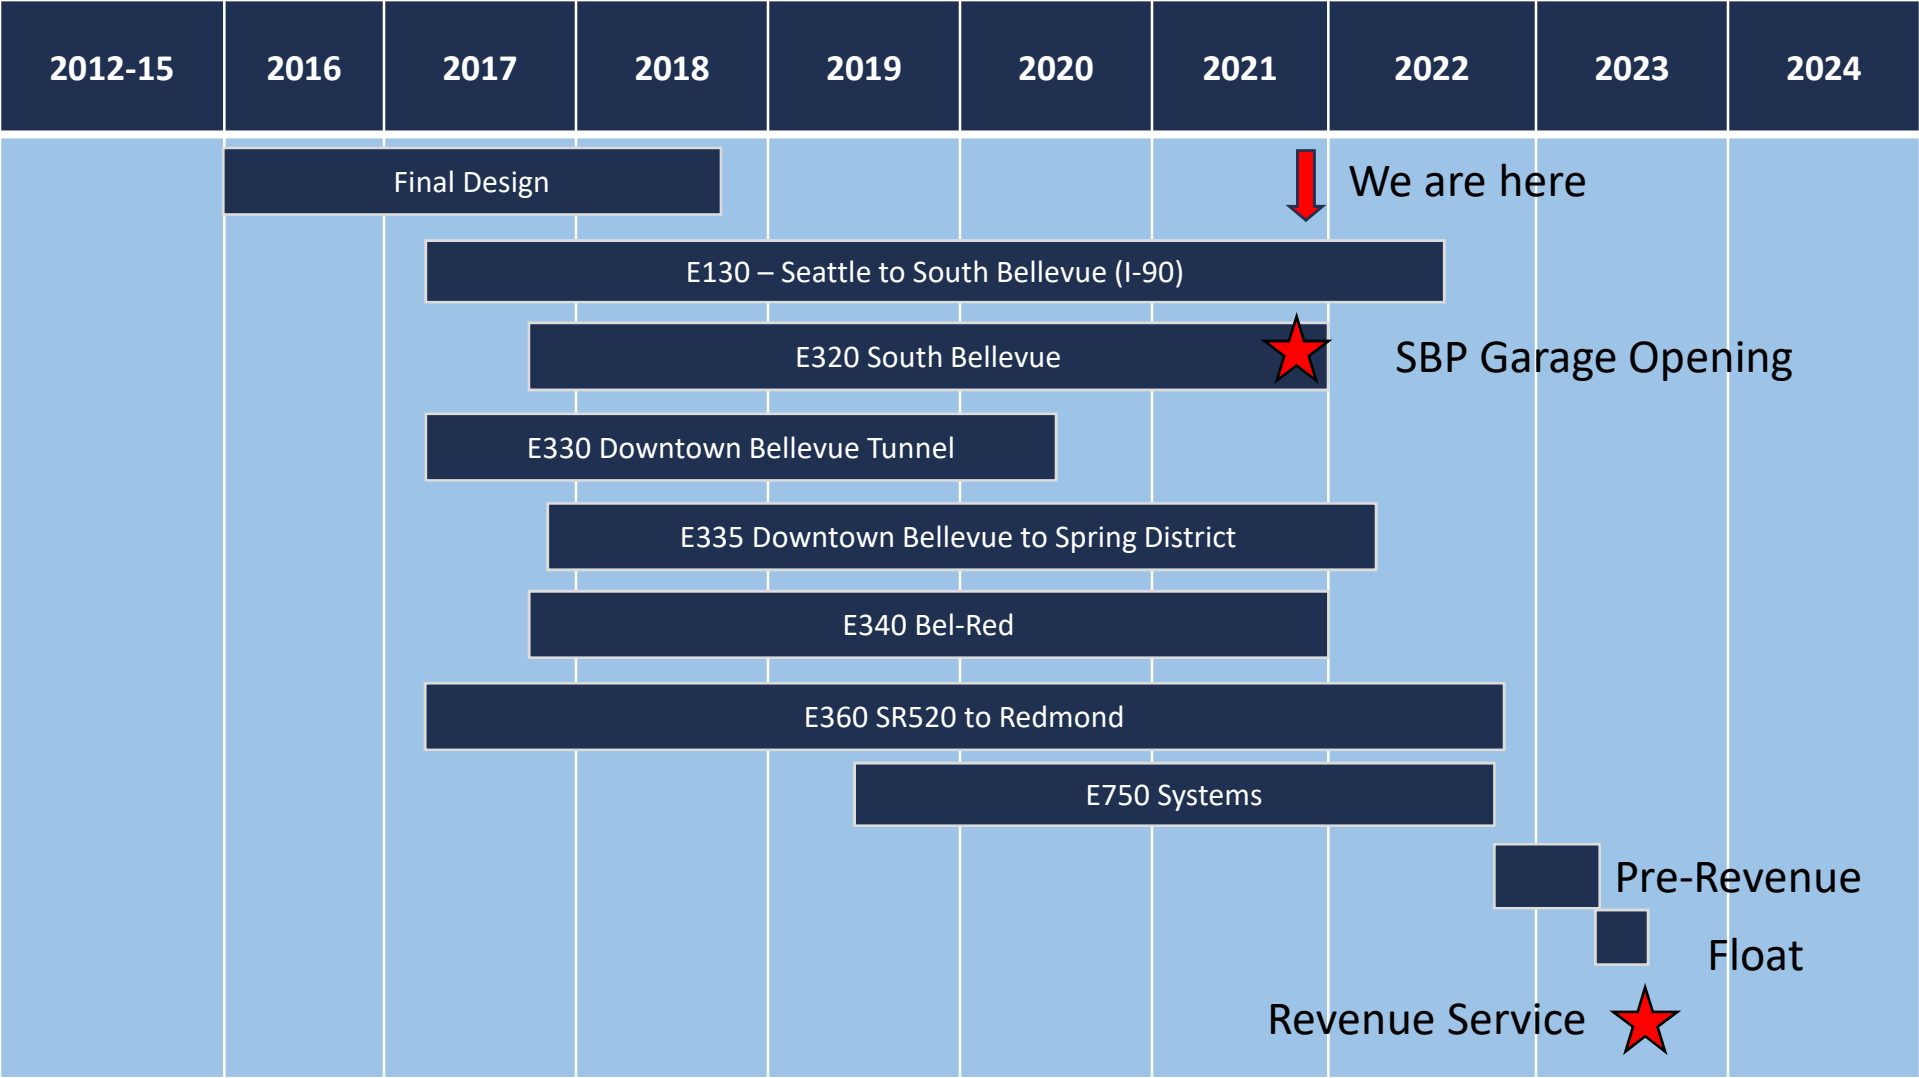 2012-15 2016 2017 2018 2019 2020 2021 2022 2023 2024
Final Design
We are here
E130 – Seattle to South Bellevue (I-90)
E320 South Bellevue
SBP Garage Opening
E330 Downtown Bellevue Tunnel
E335 Downtown Bellevue to Spring District
E340 Bel-Red
E360 SR520 to Redmond
E750 Systems
Pre-Revenue
Float
Revenue Service